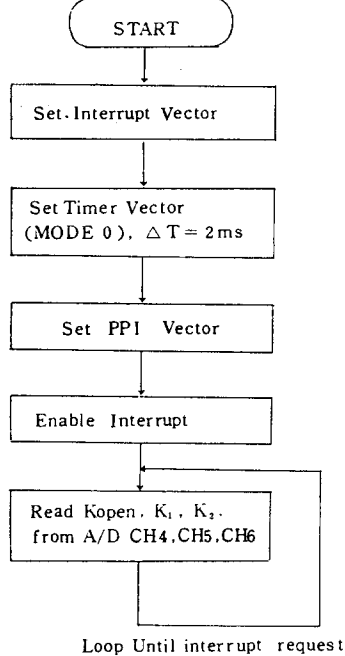 START
Set.Interrupt Vector
Set Timer Vector
(MODE 0), △T = 2ms
Set PPI Vector
Enable Interrupt
Read Kopen, K₁, K₂.
from A/D CH4,CH5,CH6
Loop Until interrupt request